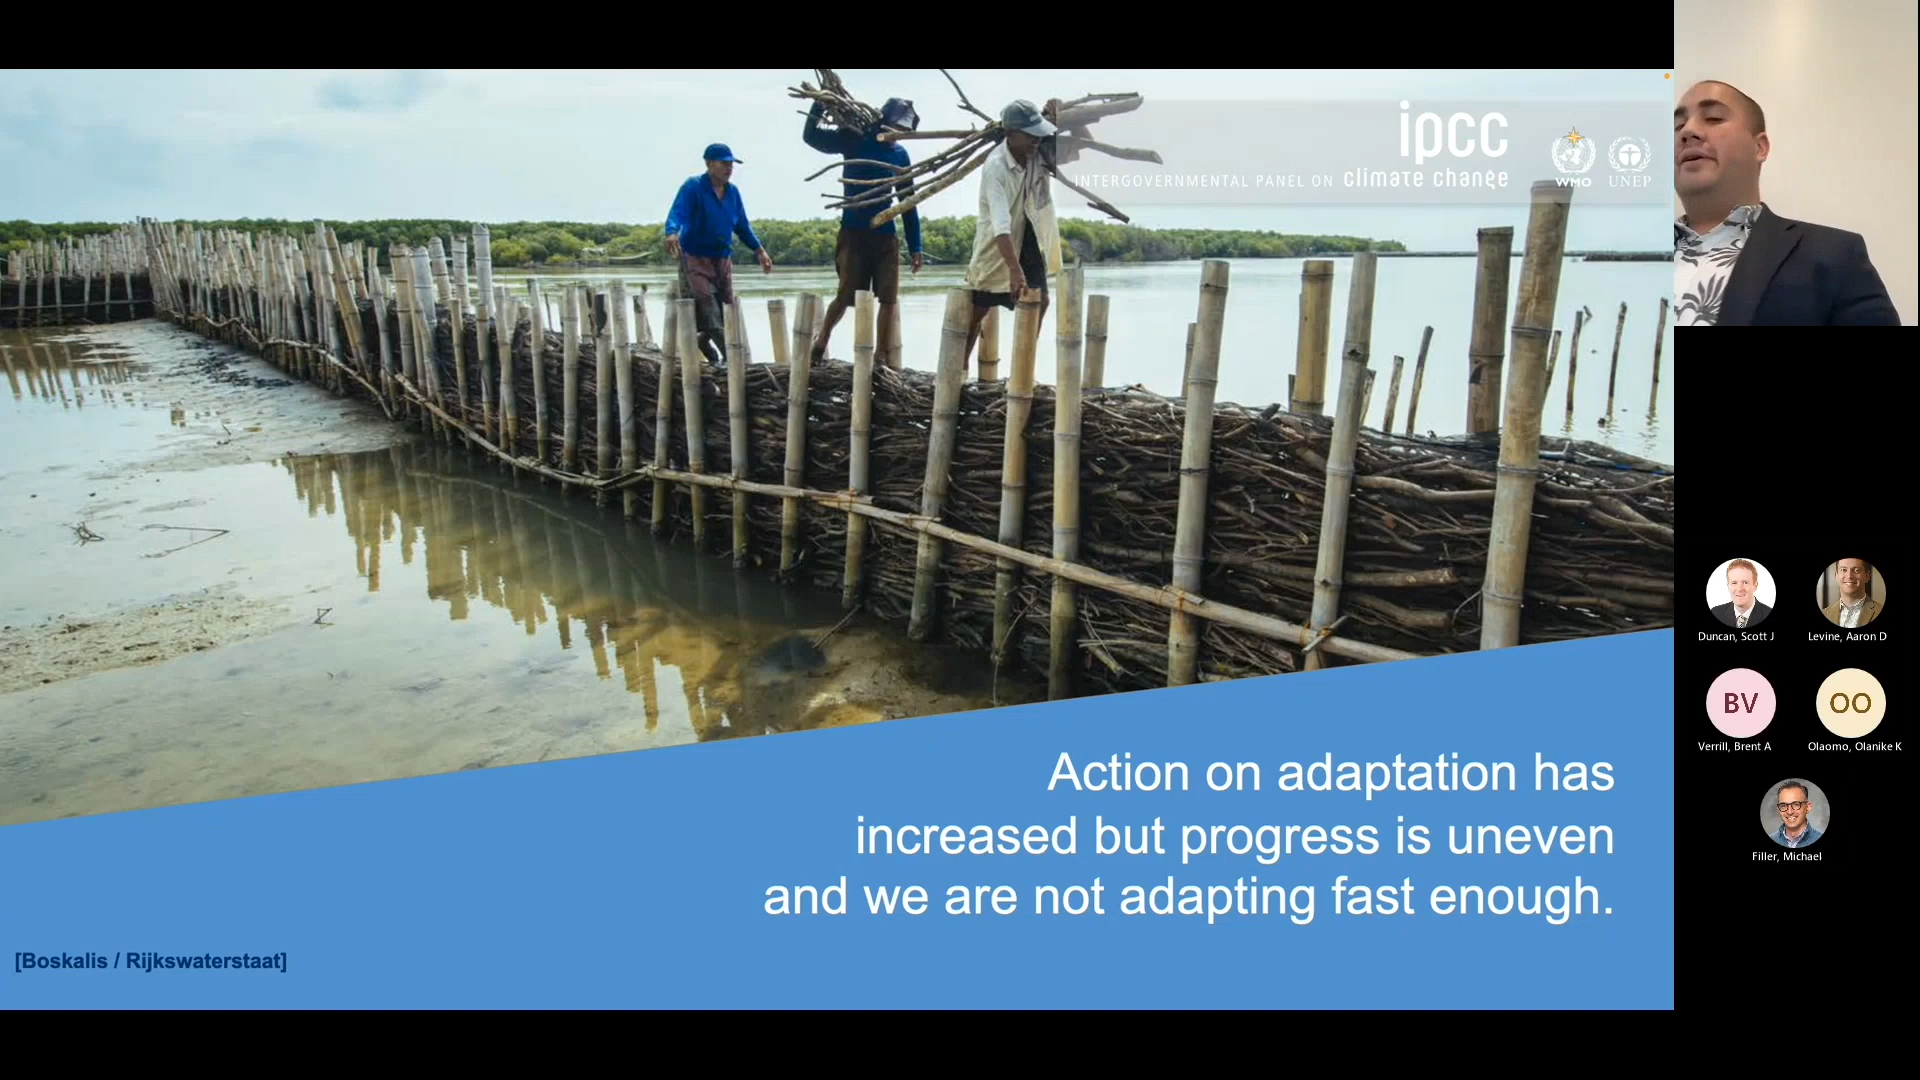 ipcc
INTERGOVERNMENTAL PANEL ON climate change
WMO
UNEP
Action on adaptation has
increased but progress is uneven
and we are not adapting fast enough.
[Boskalis / Rijkswaterstaat]
Duncan, Scott J
Levine, Aaron D
BV
OO
Verrill, Brent A
Olaomo, Olanike K
Filler, Michael